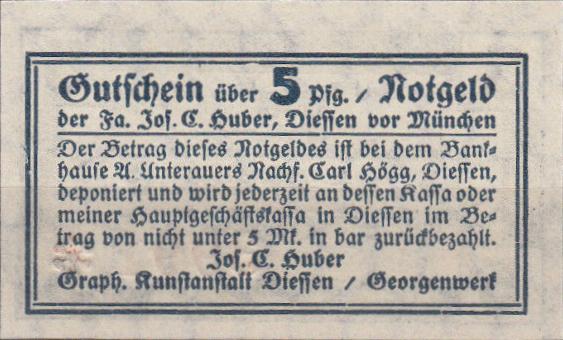 Gutschein über 5 Pfg. / Notgeld
der Fa. Jos. C. Huber, Diessen vor München
Der Betrag dieses Notgeldes ist bei dem Bank-
hause A. Unterauers Nachf. Carl Högg, Diessen,
deponiert und wird jederzeit an dessen Kassa oder
meiner Hauptgeschäftskassa in Diessen im Be-
trag von nicht unter 5 Mk. in bar zurückbezahlt.
Jos. C. Huber
Graph. Kunstanstalt Diessen / Georgenwerk